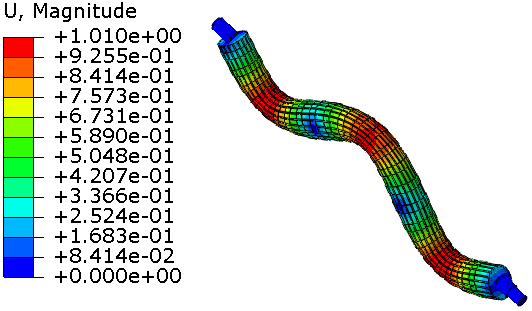 U, Magnitude
+1.010e+00
+9.255e-01
+8.414e-01
+7.573e-01
+6.731e-01
+5.890e-01
+5.048e-01
+4.207e-01
+3.366e-01
+2.524e-01
+1.683e-01
+8.414e-02
+0.000e+00